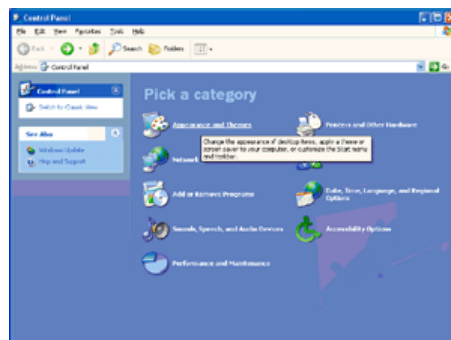 Control Panel
File Edit View Favorites Tools Help
Back Search Folders
Address Control Panel Go
Control Panel
Switch to Classic View
See Also
Windows Update
Help and Support
Pick a category
Appearance and Themes
Printers and Other Hardware
Change the appearance of desktop items, apply a theme or
screen saver to your computer, or customize the Start menu
and taskbar.
Network
Add or Remove Programs
Date, Time, Language, and Regional
Options
Sounds, Speech, and Audio Devices
Accessibility Options
Performance and Maintenance